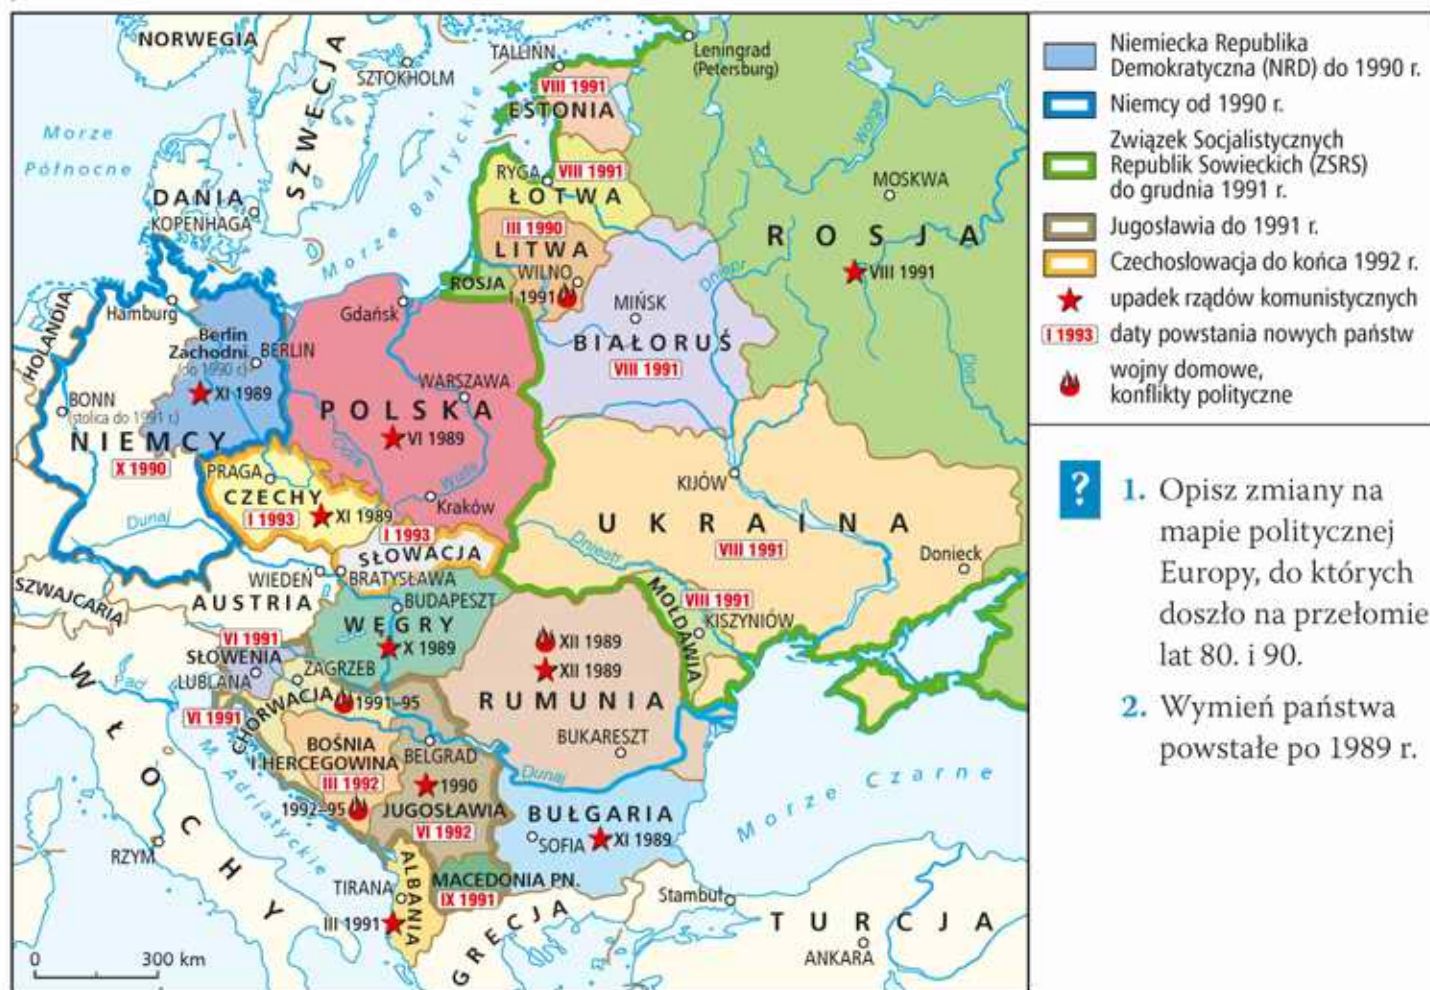 NORWEGIA
SZWECJA
SZTOKHOLM
TALLINN
Leningrad
(Petersburg)
VIII 1991
ESTONIA
Morze
Północne
Morze Bałtyckie
Wołga
RYGA
VIII 1991
ŁOTWA
MOSKWA
DANIA
KOPENHAGA
III 1990
LITWA
ROSJA
WILNO
ROSJA
I 1991
Dniepr
VIII 1991
HOLANDIA
Hamburg
Gdańsk
MIŃSK
BIAŁORUŚ
VIII 1991
Don
Berlin
Zachodni
(do 1990 r.)
BERLIN
XI 1989
BONN
(stolica do 1991 r.)
NIEMCY
X 1990
WARSZAWA
POLSKA
VI 1989
Odra
Wisła
Kraków
PRAGA
CZECHY
I 1993
XI 1989
Dunaj
I 1993
SŁOWACJA
KIJÓW
UKRAINA
VIII 1991
Dniestr
Donieck
SZWAJCARIA
WIEDEŃ
BRATYSŁAWA
AUSTRIA
BUDAPESZT
WĘGRY
X 1989
MOŁDAWIA
VIII 1991
KISZYNIÓW
VI 1991
SŁOWENIA
LUBLANA
ZAGRZEB
CHORWACJA
1991–95
VI 1991
XII 1989
XII 1989
RUMUNIA
BUKARESZT
Pad
WŁOCHY
M. Adriatyckie
BOŚNIA
I HERCEGOWINA
III 1992
1992–95
BELGRAD
1990
JUGOSŁAWIA
VI 1992
Dunaj
BUŁGARIA
SOFIA
XI 1989
Morze Czarne
RZYM
TIRANA
ALBANIA
III 1991
MACEDONIA PN.
IX 1991
GRECJA
Stambuł
TURCJA
ANKARA
0 300 km
Niemiecka Republika
Demokratyczna (NRD) do 1990 r.
Niemcy od 1990 r.
Związek Socjalistycznych
Republik Sowieckich (ZSRS)
do grudnia 1991 r.
Jugosławia do 1991 r.
Czechosłowacja do końca 1992 r.
upadek rządów komunistycznych
I 1993 daty powstania nowych państw
wojny domowe,
konflikty polityczne
?
1. Opisz zmiany na
mapie politycznej
Europy, do których
doszło na przełomie
lat 80. i 90.
2. Wymień państwa
powstałe po 1989 r.